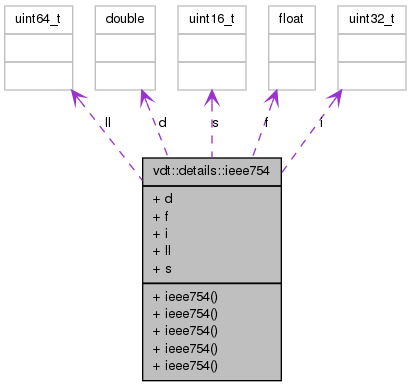 uint64_t double uint16_t float uint32_t
ll d s f i
vdt::details::ieee754
+ d
+ f
+ i
+ ll
+ s
+ ieee754()
+ ieee754()
+ ieee754()
+ ieee754()
+ ieee754()